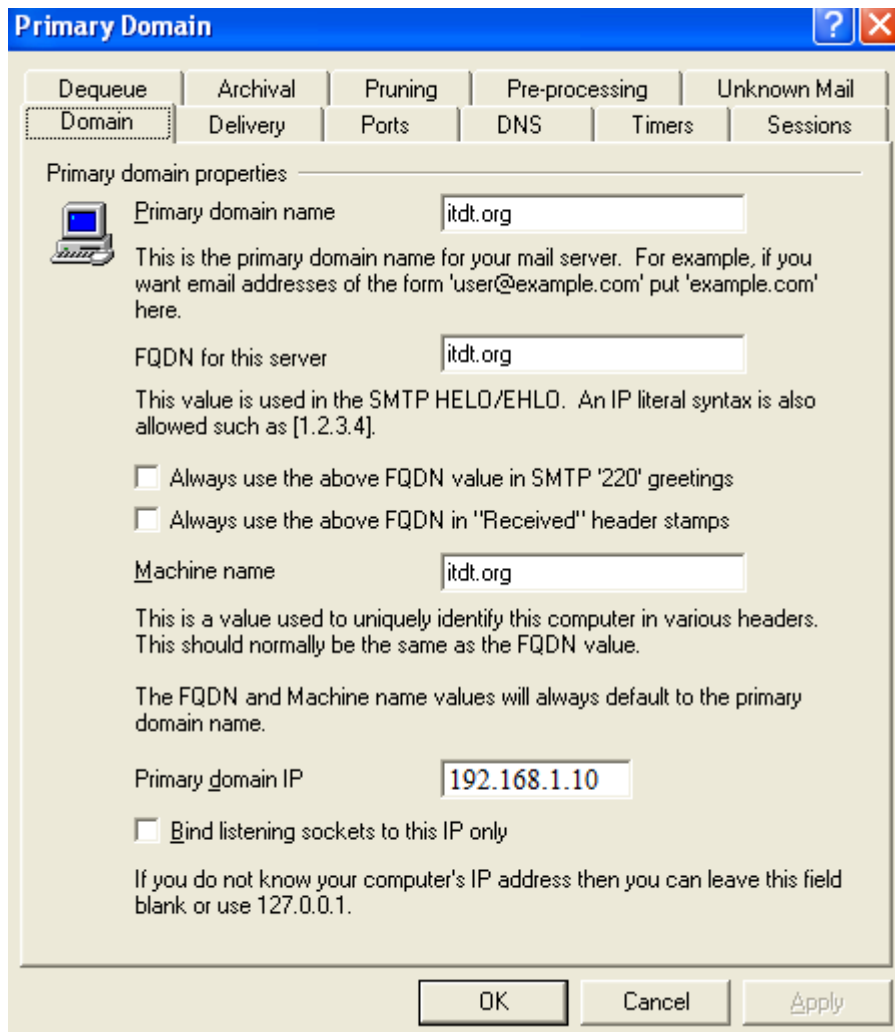 Primary Domain
Dequeue Archival Pruning Pre-processing Unknown Mail
Domain Delivery Ports DNS Timers Sessions
Primary domain properties
Primary domain name itdt.org
This is the primary domain name for your mail server. For example, if you
want email addresses of the form 'user@example.com' put 'example.com'
here.
FQDN for this server itdt.org
This value is used in the SMTP HELO/EHLO. An IP literal syntax is also
allowed such as [1.2.3.4].
Always use the above FQDN value in SMTP '220' greetings
Always use the above FQDN in "Received" header stamps
Machine name itdt.org
This is a value used to uniquely identify this computer in various headers.
This should normally be the same as the FQDN value.
The FQDN and Machine name values will always default to the primary
domain name.
Primary domain IP 192.168.1.10
Bind listening sockets to this IP only
If you do not know your computer's IP address then you can leave this field
blank or use 127.0.0.1.
OK Cancel Apply